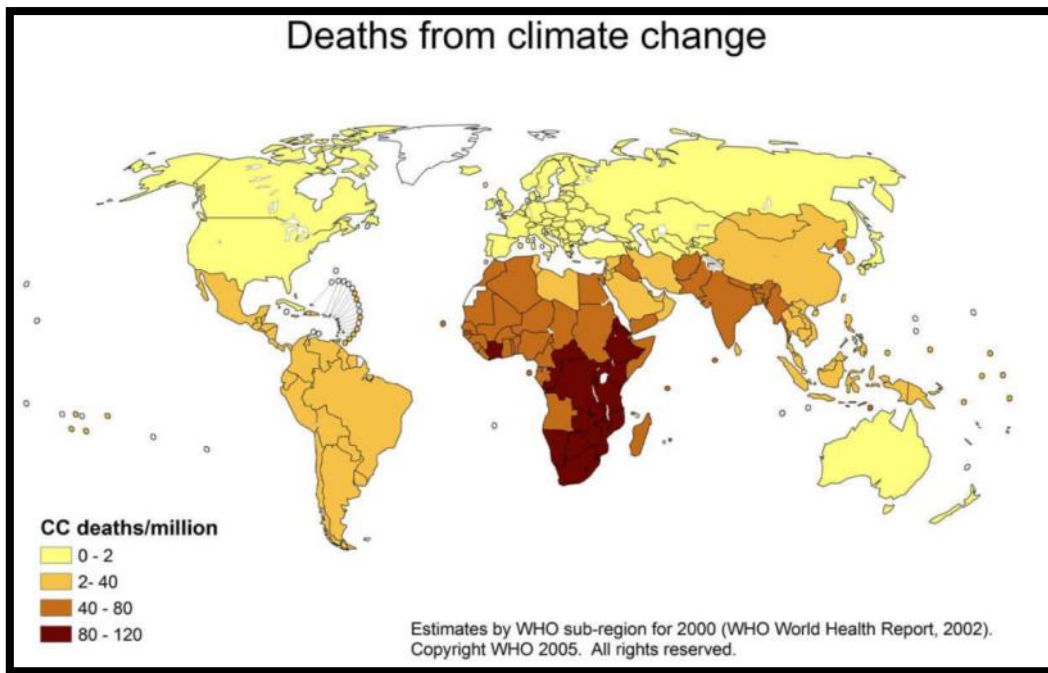 Deaths from climate change
CC deaths/million
0 - 2
2- 40
40 - 80
80 - 120
Estimates by WHO sub-region for 2000 (WHO World Health Report, 2002).
Copyright WHO 2005.  All rights reserved.